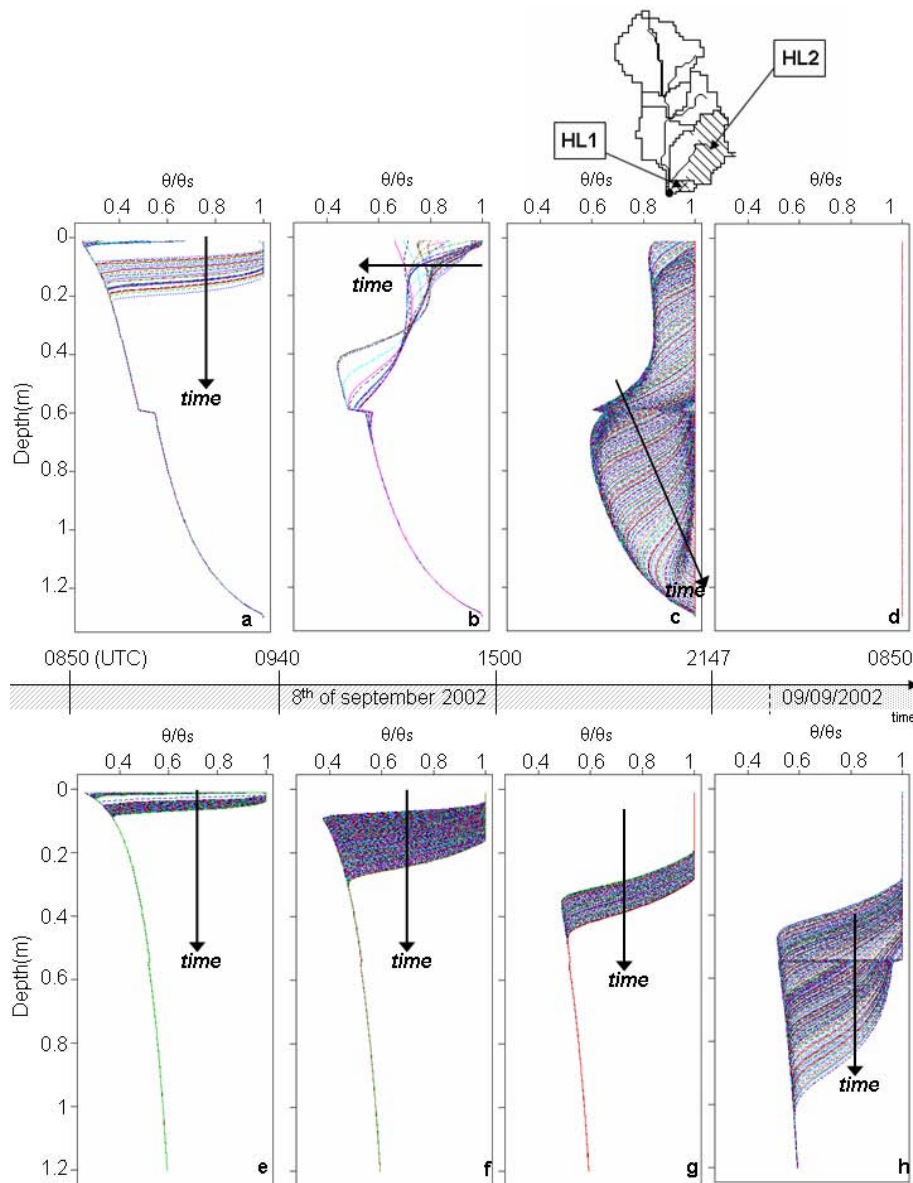 HL2
HL1
θ/θs θ/θs θ/θs θ/θs
0.4 0.6 0.8 1 0.4 0.6 0.8 1 0.4 0.6 0.8 1 0.4 0.6 0.8 1
0
0.2
0.4
0.6
0.8
1
1.2
Depth(m)
time
time
time
a b c d
0850 (UTC) 0940 1500 2147 0850
8th of september 2002 09/09/2002
time
θ/θs θ/θs θ/θs θ/θs
0.4 0.6 0.8 1 0.4 0.6 0.8 1 0.4 0.6 0.8 1 0.4 0.6 0.8 1
0
0.2
0.4
0.6
0.8
1
1.2
Depth(m)
time
time
time
time
e f g h